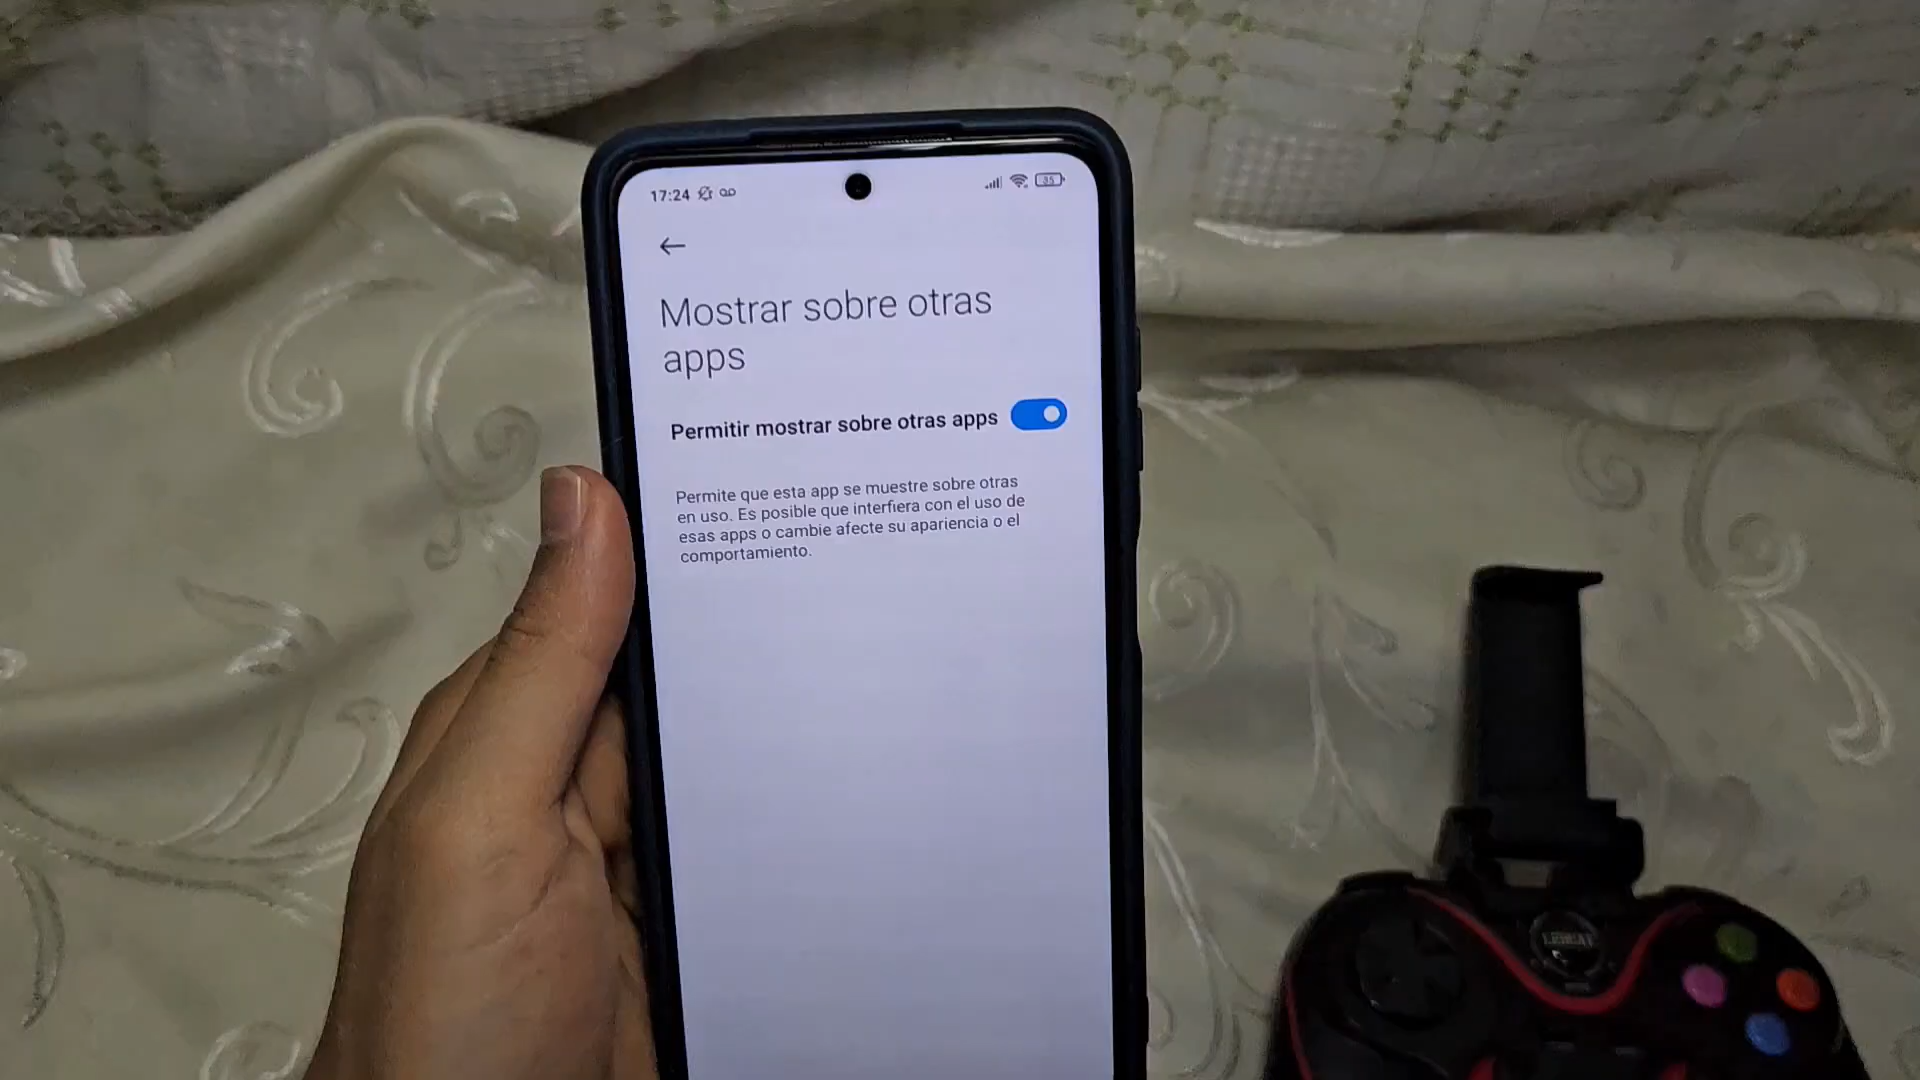 17:24
35
Mostrar sobre otras
apps
Permitir mostrar sobre otras apps
Permite que esta app se muestre sobre otras
en uso. Es posible que interfiera con el uso de
esas apps o cambie afecte su apariencia o el
comportamiento.